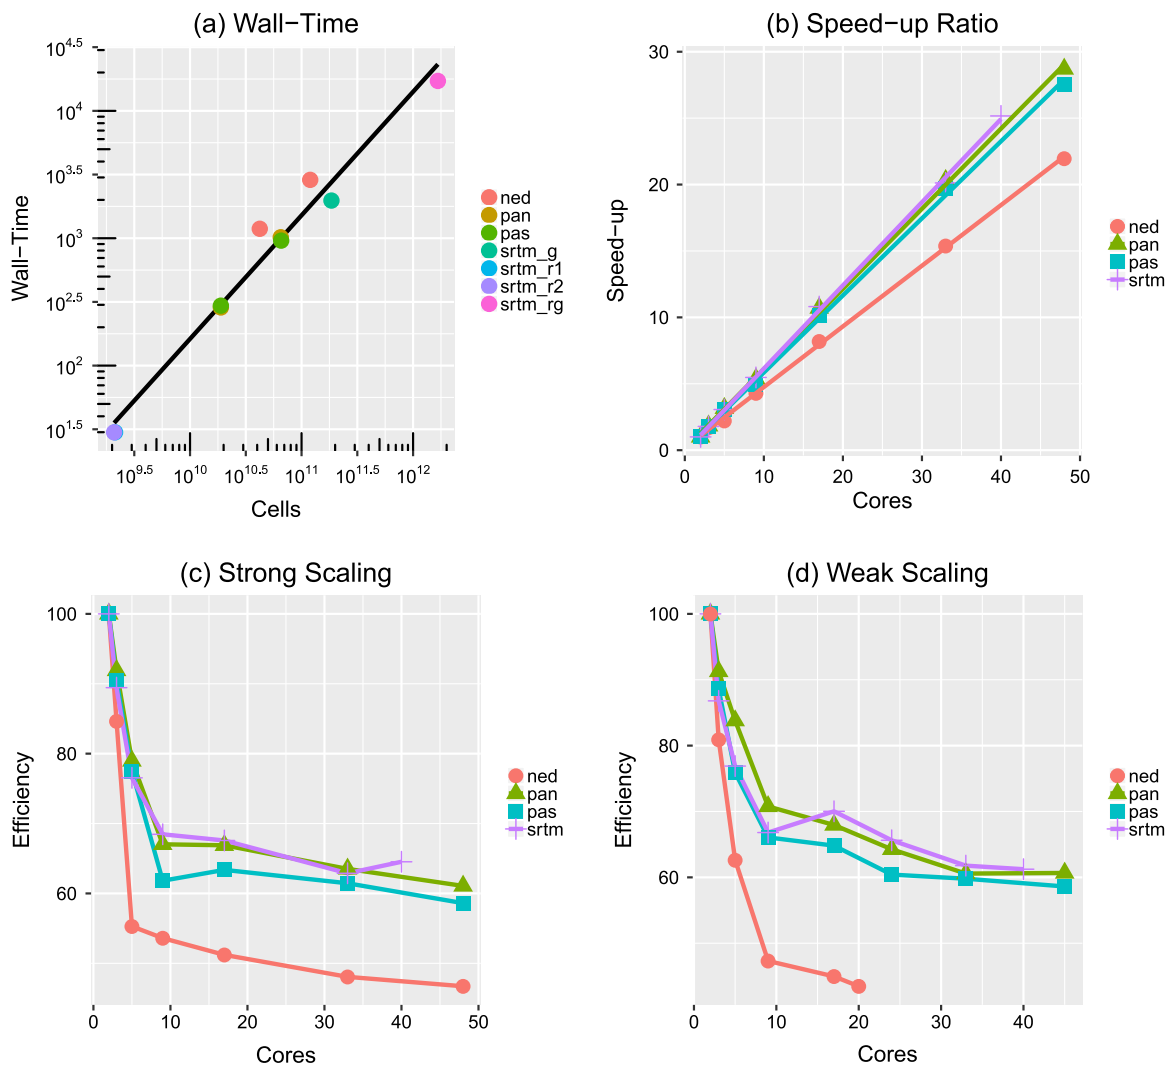 (a) Wall−Time
10^4.5
10^4
10^3.5
10^3
10^2.5
10^2
10^1.5
Wall−Time
10^9.5 10^10 10^10.5 10^11 10^11.5 10^12
Cells
ned
pan
pas
srtm_g
srtm_r1
srtm_r2
srtm_rg
(b) Speed−up Ratio
30
20
10
0
Speed−up
0 10 20 30 40 50
Cores
ned
pan
pas
srtm
(c) Strong Scaling
100
80
60
Efficiency
0 10 20 30 40 50
Cores
ned
pan
pas
srtm
(d) Weak Scaling
100
80
60
Efficiency
0 10 20 30 40
Cores
ned
pan
pas
srtm